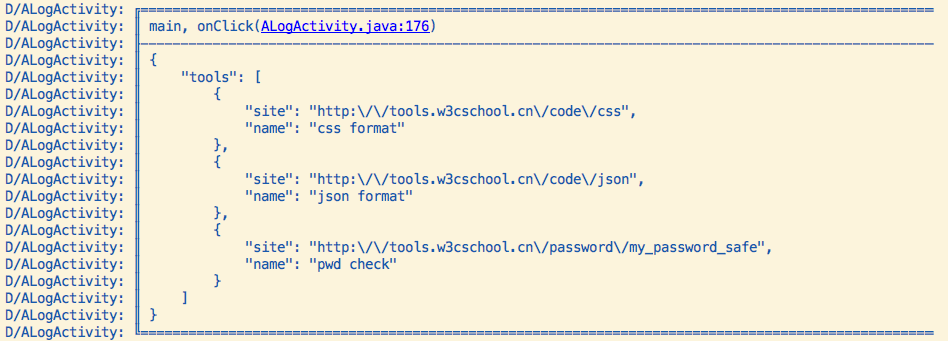 D/ALogActivity: ╔══════════════════════════════════════════════════════════════════════════════════════════════════
D/ALogActivity: ║ main, onClick(ALogActivity.java:176)
D/ALogActivity: ╟──────────────────────────────────────────────────────────────────────────────────────────────────
D/ALogActivity: ║ {
D/ALogActivity: ║     "tools": [
D/ALogActivity: ║         {
D/ALogActivity: ║             "site": "http:\/\/tools.w3cschool.cn\/code\/css",
D/ALogActivity: ║             "name": "css format"
D/ALogActivity: ║         },
D/ALogActivity: ║         {
D/ALogActivity: ║             "site": "http:\/\/tools.w3cschool.cn\/code\/json",
D/ALogActivity: ║             "name": "json format"
D/ALogActivity: ║         },
D/ALogActivity: ║         {
D/ALogActivity: ║             "site": "http:\/\/tools.w3cschool.cn\/password\/my_password_safe",
D/ALogActivity: ║             "name": "pwd check"
D/ALogActivity: ║         }
D/ALogActivity: ║     ]
D/ALogActivity: ║ }
D/ALogActivity: ╚══════════════════════════════════════════════════════════════════════════════════════════════════